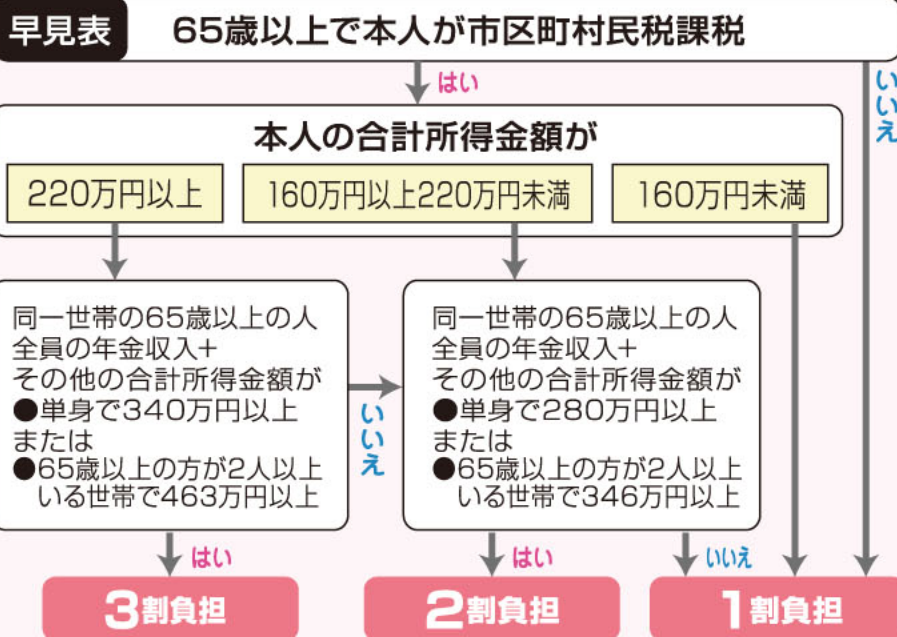 早見表
65歳以上で本人が市区町村民税課税
はい
いいえ
本人の合計所得金額が
220万円以上
160万円以上220万円未満
160万円未満
同一世帯の65歳以上の人
全員の年金収入+
その他の合計所得金額が
●単身で340万円以上
または
●65歳以上の方が2人以上
いる世帯で463万円以上
いいえ
同一世帯の65歳以上の人
全員の年金収入+
その他の合計所得金額が
●単身で280万円以上
または
●65歳以上の方が2人以上
いる世帯で346万円以上
はい
はい
いいえ
3割負担
2割負担
1割負担